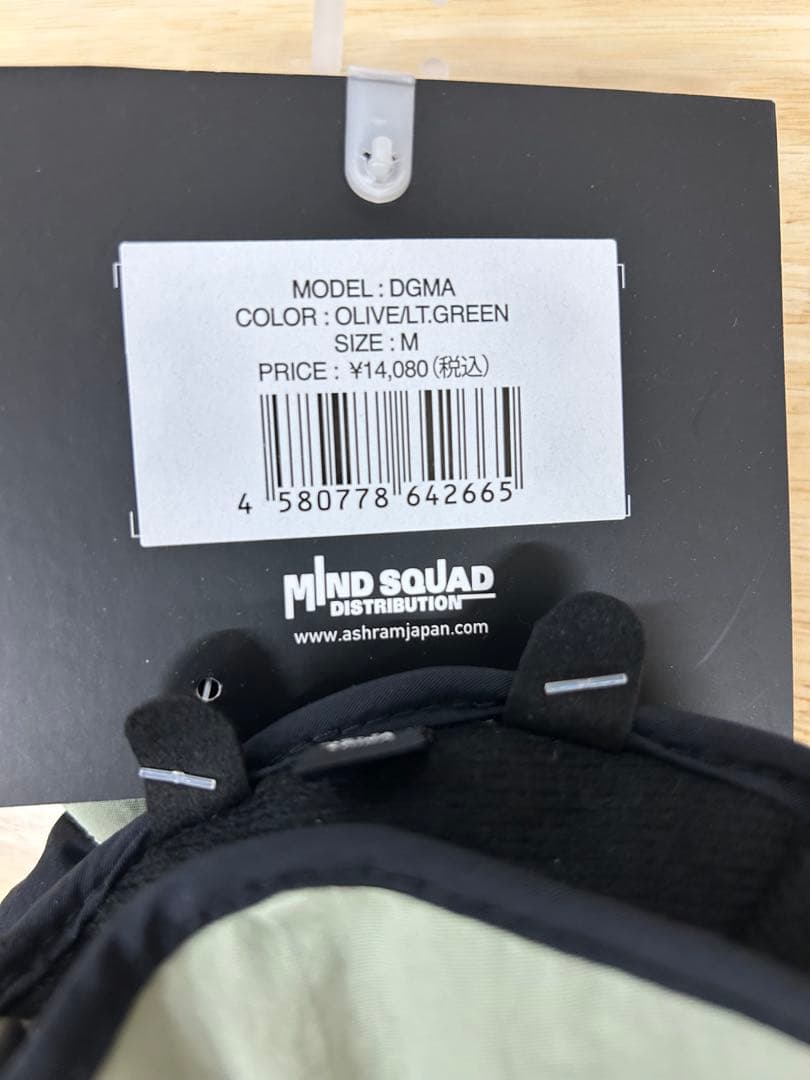 MODEL : DGMA
COLOR : OLIVE/LT.GREEN
SIZE : M
PRICE : ¥14,080(税込)
4 580778 642665
MIND SQUAD
DISTRIBUTION
www.ashramjapan.com